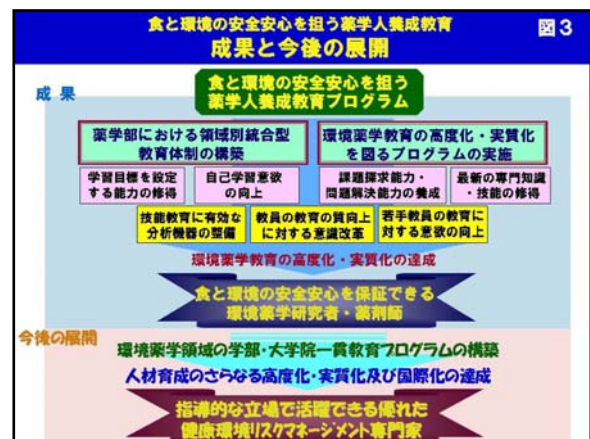 食と環境の安全安心を担う薬学人養成教育
図3
成果と今後の展開
成果
食と環境の安全安心を担う
薬学人養成教育プログラム
薬学部における領域別統合型
教育体制の構築
環境薬学教育の高度化・実質化
を図るプログラムの実施
学習目標を設定
する能力の修得
自己学習意欲
の向上
課題探求能力・
問題解決能力の養成
最新の専門知識
・技能の修得
技能教育に有効な
分析機器の整備
教員の教育の質向上
に対する意識改革
若手教員の教育に
対する意欲の向上
環境薬学教育の高度化・実質化の達成
食と環境の安全安心を保証できる
環境薬学研究者・薬剤師
今後の展開
環境薬学領域の学部・大学院一貫教育プログラムの構築
人材育成のさらなる高度化・実質化及び国際化の達成
指導的な立場で活躍できる優れた
健康環境リスクマネージメント専門家